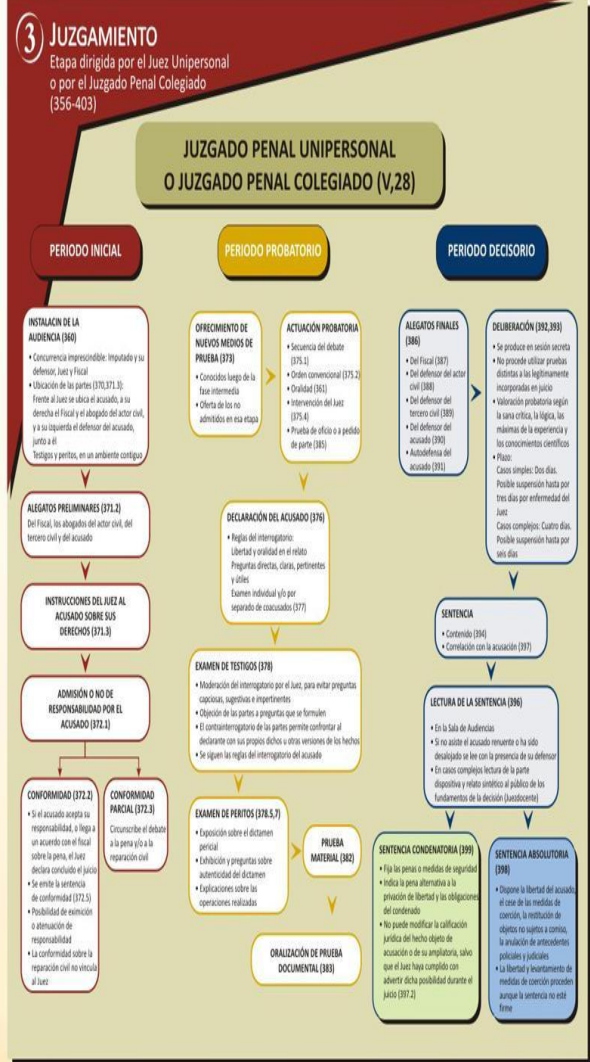 3 JUZGAMIENTO
Etapa dirigida por el Juez Unipersonal
o por el Juzgado Penal Colegiado
(356-403)
JUZGADO PENAL UNIPERSONAL
O JUZGADO PENAL COLEGIADO (V,28)
PERIODO INICIAL
INSTALACIN DE LA
AUDIENCIA (360)
• Concurrencia imprescindible: Imputado y su
defensor, Juez y Fiscal
• Ubicación de las partes (370,371.3):
Frente al Juez se ubica el acusado, a su
derecha el Fiscal y el abogado del actor civil,
y a su izquierda el defensor del acusado,
junto a él
Testigos y peritos, en un ambiente contiguo
ALEGATOS PRELIMINARES (371.2)
Del Fiscal, los abogados del actor civil, del
tercero civil y del acusado
INSTRUCCIONES DEL JUEZ AL
ACUSADO SOBRE SUS
DERECHOS (371.3)
ADMISIÓN O NO DE
RESPONSABILIDAD POR EL
ACUSADO (372.1)
CONFORMIDAD (372.2)
• Si el acusado acepta su
responsabilidad, o llega a
un acuerdo con el fiscal
sobre la pena, el Juez
declara concluido el juicio
• Se emite la sentencia
de conformidad (372.5)
• Posibilidad de eximición
o atenuación de
responsabilidad
• La conformidad sobre la
reparación civil no vincula
al Juez
CONFORMIDAD
PARCIAL (372.3)
Circunscribe el debate
a la pena y/o a la
reparación civil
PERIODO PROBATORIO
OFRECIMIENTO DE
NUEVOS MEDIOS DE
PRUEBA (373)
• Conocidos luego de la
fase intermedia
• Oferta de los no
admitidos en esa etapa
ACTUACIÓN PROBATORIA
• Secuencia del debate
(375.1)
• Orden convencional (375.2)
• Oralidad (361)
• Intervención del Juez
(375.4)
• Prueba de oficio o a pedido
de parte (385)
DECLARACIÓN DEL ACUSADO (376)
• Reglas del interrogatorio:
Libertad y oralidad en el relato
Preguntas directas, claras, pertinentes
y útiles
Examen individual y/o por
separado de coacusados (377)
EXAMEN DE TESTIGOS (378)
• Moderación del interrogatorio por el Juez, para evitar preguntas
capciosas, sugestivas e impertinentes
• Objeción de las partes a preguntas que se formulen
• El contrainterrogatorio de las partes permite confrontar al
declarante con sus propios dichos u otras versiones de los hechos
• Se siguen las reglas del interrogatorio del acusado
EXAMEN DE PERITOS (378.5,7)
• Exposición sobre el dictamen
pericial
• Exhibición y preguntas sobre
autenticidad del dictamen
• Explicaciones sobre las
operaciones realizadas
PRUEBA
MATERIAL (382)
ORALIZACIÓN DE PRUEBA
DOCUMENTAL (383)
PERIODO DECISORIO
ALEGATOS FINALES
(386)
• Del Fiscal (387)
• Del defensor del actor
civil (388)
• Del defensor del
tercero civil (389)
• Del defensor del
acusado (390)
• Autodefensa del
acusado (391)
DELIBERACIÓN (392,393)
• Se produce en sesión secreta
• No procede utilizar pruebas
distintas a las legítimamente
incorporadas en juicio
• Valoración probatoria según
la sana crítica, la lógica, las
máximas de la experiencia y
los conocimientos científicos
• Plazo:
Casos simples: Dos días.
Posible suspensión hasta por
tres días por enfermedad del
Juez
Casos complejos: Cuatro días.
Posible suspensión hasta por
seis días
SENTENCIA
• Contenido (394)
• Correlación con la acusación (397)
LECTURA DE LA SENTENCIA (396)
• En la Sala de Audiencias
• Si no asiste el acusado renuente o ha sido
desalojado se lee con la presencia de su defensor
• En casos complejos lectura de la parte
dispositiva y relato sintético al público de los
fundamentos de la decisión (Juezdocente)
SENTENCIA CONDENATORIA (399)
• Fija las penas o medidas de seguridad
• Indica la pena alternativa a la
privación de libertad y las obligaciones
del condenado
• No puede modificar la calificación
jurídica del hecho objeto de
acusación o de su ampliatoria, salvo
que el Juez haya cumplido con
advertir dicha posibilidad durante el
juicio (397.2)
SENTENCIA ABSOLUTORIA
(398)
• Dispone la libertad del acusado,
el cese de las medidas de
coerción, la restitución de
objetos no sujetos a comiso,
la anulación de antecedentes
policiales y judiciales
• La libertad y levantamiento de
medidas de coerción proceden
aunque la sentencia no esté
firme